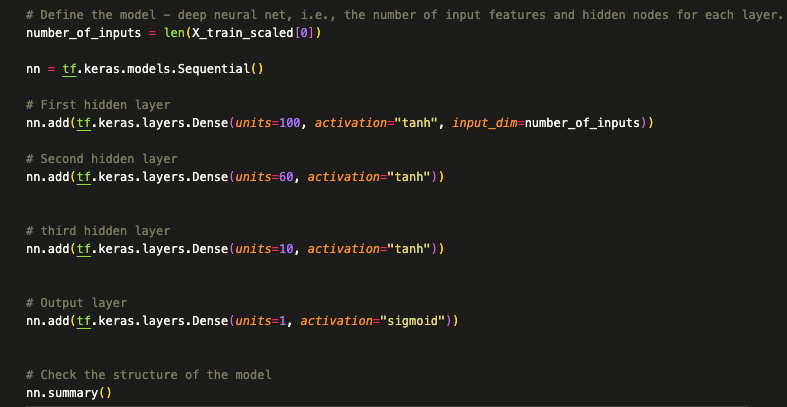 # Define the model - deep neural net, i.e., the number of input features and hidden nodes for each layer.
number_of_inputs = len(X_train_scaled[0])
nn = tf.keras.models.Sequential()
# First hidden layer
nn.add(tf.keras.layers.Dense(units=100, activation="tanh", input_dim=number_of_inputs))
# Second hidden layer
nn.add(tf.keras.layers.Dense(units=60, activation="tanh"))
# third hidden layer
nn.add(tf.keras.layers.Dense(units=10, activation="tanh"))
# Output layer
nn.add(tf.keras.layers.Dense(units=1, activation="sigmoid"))
# Check the structure of the model
nn.summary()